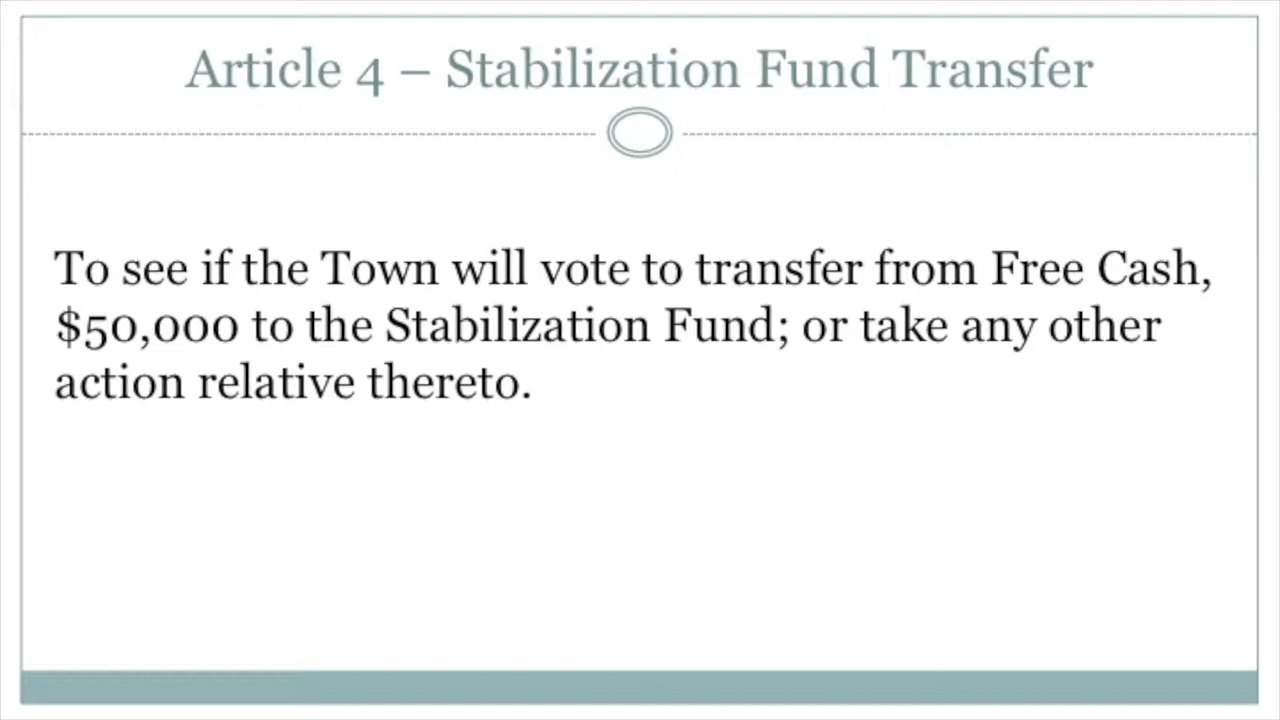 Article 4 – Stabilization Fund Transfer
To see if the Town will vote to transfer from Free Cash,
$50,000 to the Stabilization Fund; or take any other
action relative thereto.